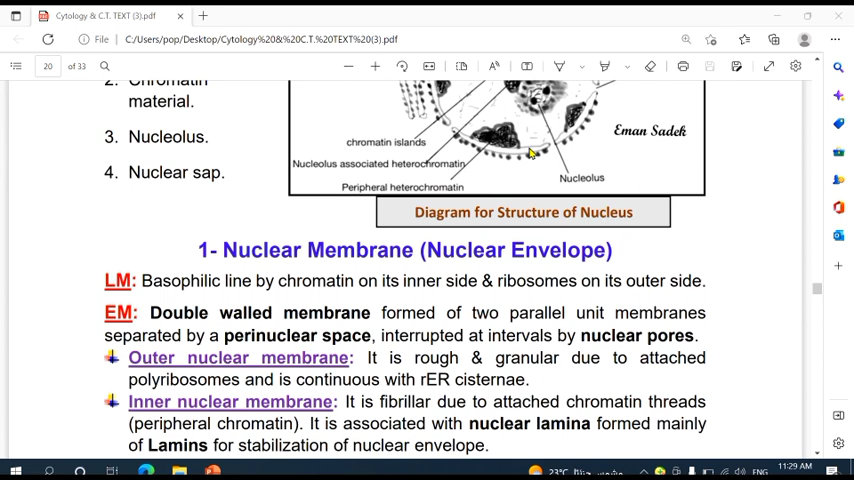 Cytology & C.T. TEXT (3).pdf
File C:/Users/pop/Desktop/Cytology%20&%20C.T.%20TEXT%20(3).pdf
20 of 33
2. Chromatin
material.
3. Nucleolus.
4. Nuclear sap.
chromatin islands
Nucleolus associated heterochromatin
Peripheral heterochromatin
Nucleolus
Eman Sadek
Diagram for Structure of Nucleus
1- Nuclear Membrane (Nuclear Envelope)
LM: Basophilic line by chromatin on its inner side & ribosomes on its outer side.
EM: Double walled membrane formed of two parallel unit membranes
separated by a perinuclear space, interrupted at intervals by nuclear pores.
Outer nuclear membrane: It is rough & granular due to attached
polyribosomes and is continuous with rER cisternae.
Inner nuclear membrane: It is fibrillar due to attached chromatin threads
(peripheral chromatin). It is associated with nuclear lamina formed mainly
of Lamins for stabilization of nuclear envelope.
23°C ENG 11:29 AM